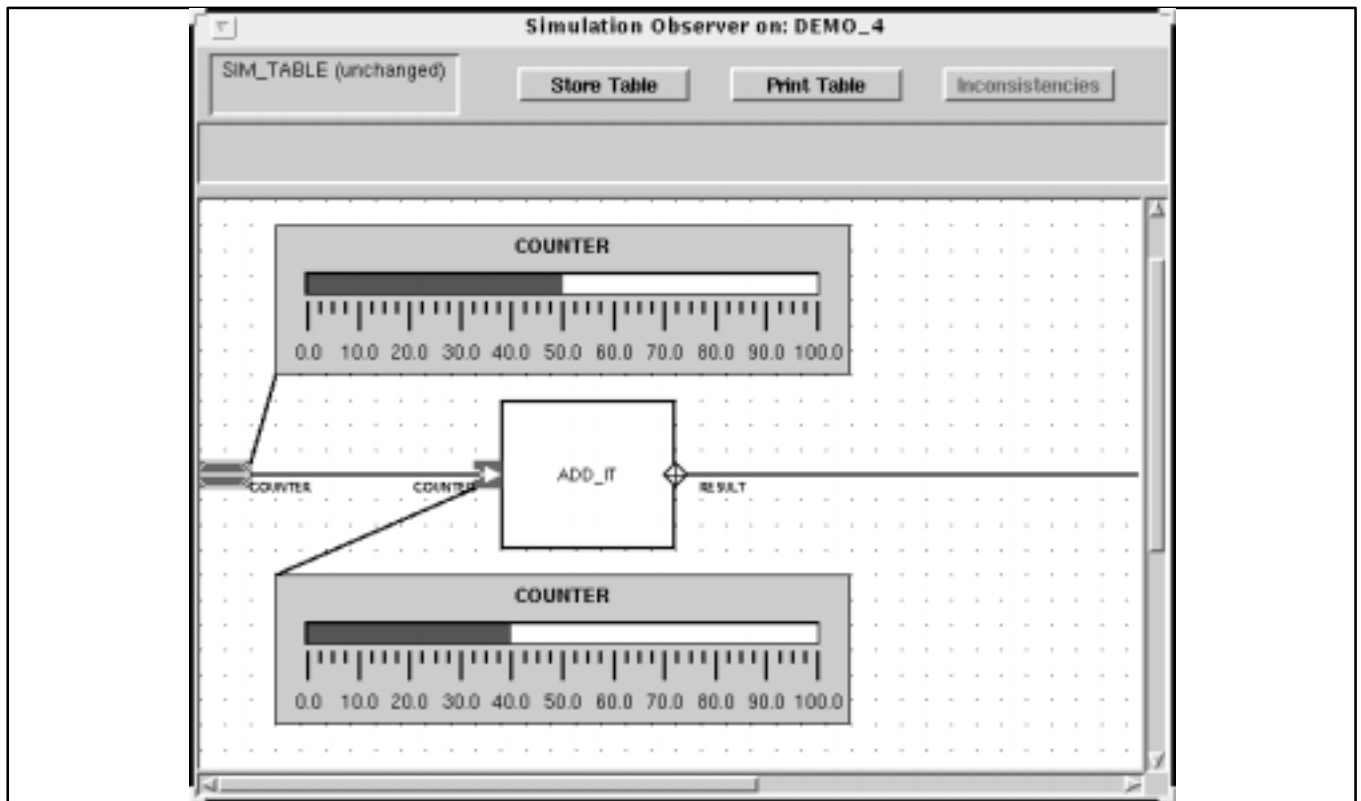 Simulation Observer on: DEMO_4
SIM_TABLE (unchanged)
Store Table
Print Table
Inconsistencies
COUNTER
0.0 10.0 20.0 30.0 40.0 50.0 60.0 70.0 80.0 90.0 100.0
ADD_IT
COUNTER
COUNTER
RESULT
COUNTER
0.0 10.0 20.0 30.0 40.0 50.0 60.0 70.0 80.0 90.0 100.0